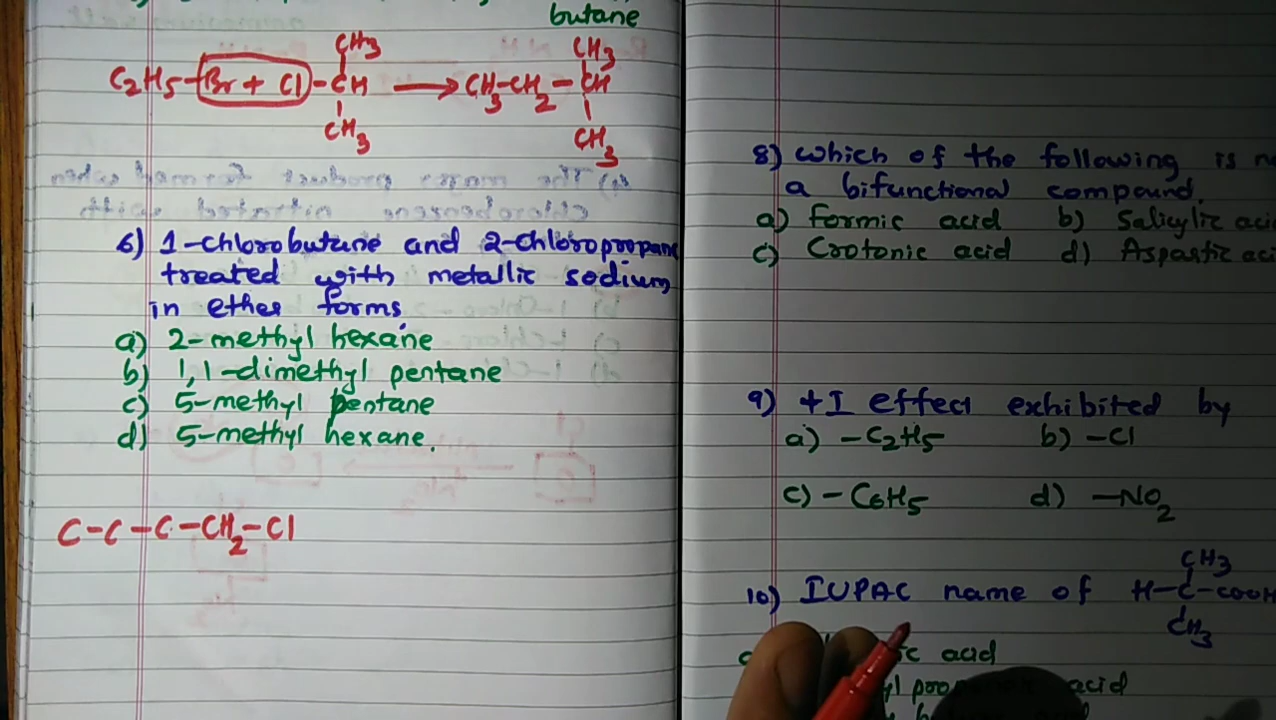 butane
CH3 CH3
C2H5-Br + Cl-CH → CH3-CH2-CH
CH3 CH3
6) 1-chlorobutane and 2-chloropropane
treated with metallic sodium
in ether forms
a) 2-methyl hexane
b) 1,1-dimethyl pentane
c) 5-methyl pentane
d) 5-methyl hexane.
C-C-C-CH2-Cl
8) which of the following is
a bifunctional compound.
a) Formic acid b) Salicylic
c) Crotonic acid d) Aspastic
9) +I effect exhibited by
a) -C2H5 b) -Cl
c) -C6H5 d) -NO2
CH3
10) IUPAC name of H-C-COOH
CH3
acid
acid